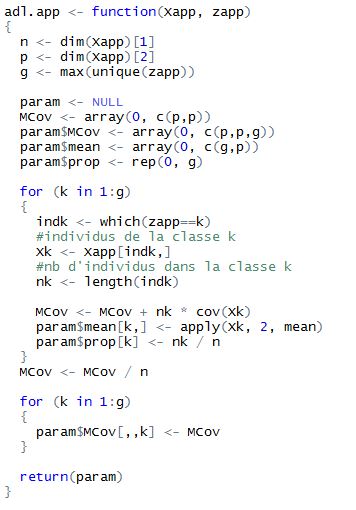 adl.app <- function(Xapp, zapp)
{
  n <- dim(Xapp)[1]
  p <- dim(Xapp)[2]
  g <- max(unique(zapp))

  param <- NULL
  MCov <- array(0, c(p,p))
  param$MCov <- array(0, c(p,p,g))
  param$mean <- array(0, c(g,p))
  param$prop <- rep(0, g)

  for (k in 1:g)
  {
    indk <- which(zapp==k)
    #individus de la classe k
    Xk <- Xapp[indk,]
    #nb d'individus dans la classe k
    nk <- length(indk)

    MCov <- MCov + nk * cov(Xk)
    param$mean[k,] <- apply(Xk, 2, mean)
    param$prop[k] <- nk / n
  }
  MCov <- MCov / n

  for (k in 1:g)
  {
    param$MCov[,,k] <- MCov
  }

  return(param)
}